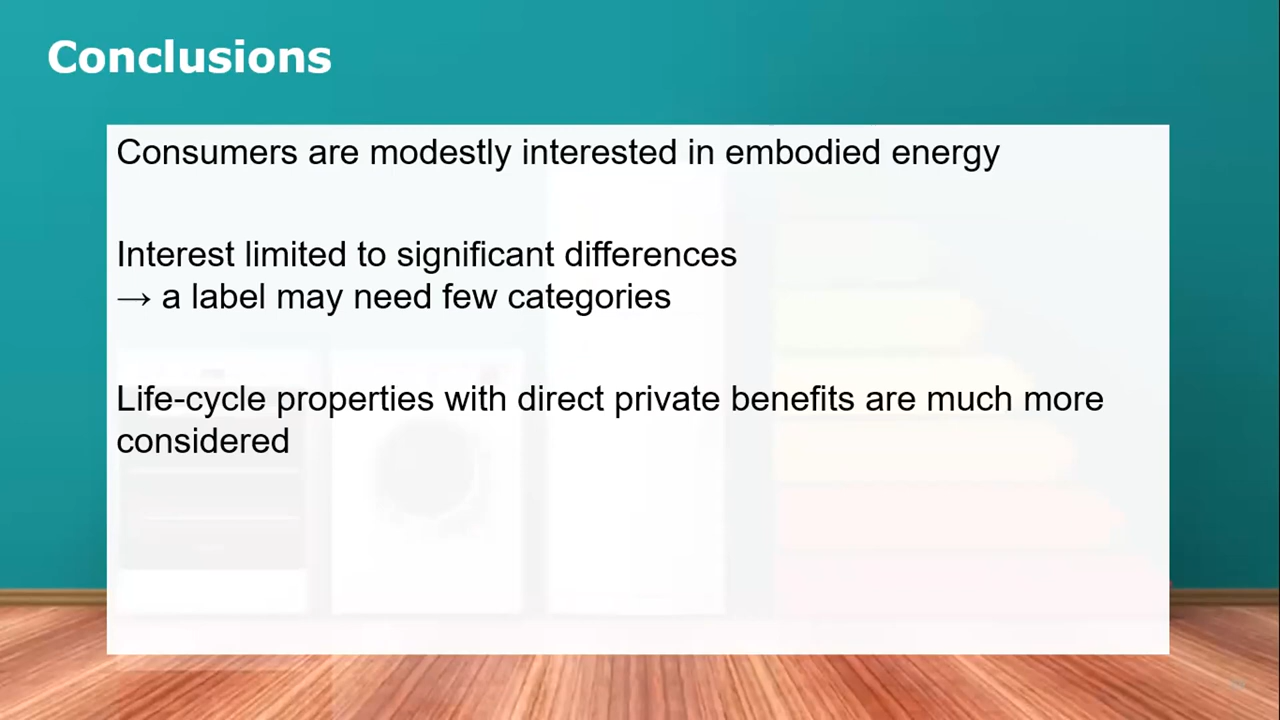 Conclusions
Consumers are modestly interested in embodied energy
Interest limited to significant differences
→ a label may need few categories
Life-cycle properties with direct private benefits are much more
considered